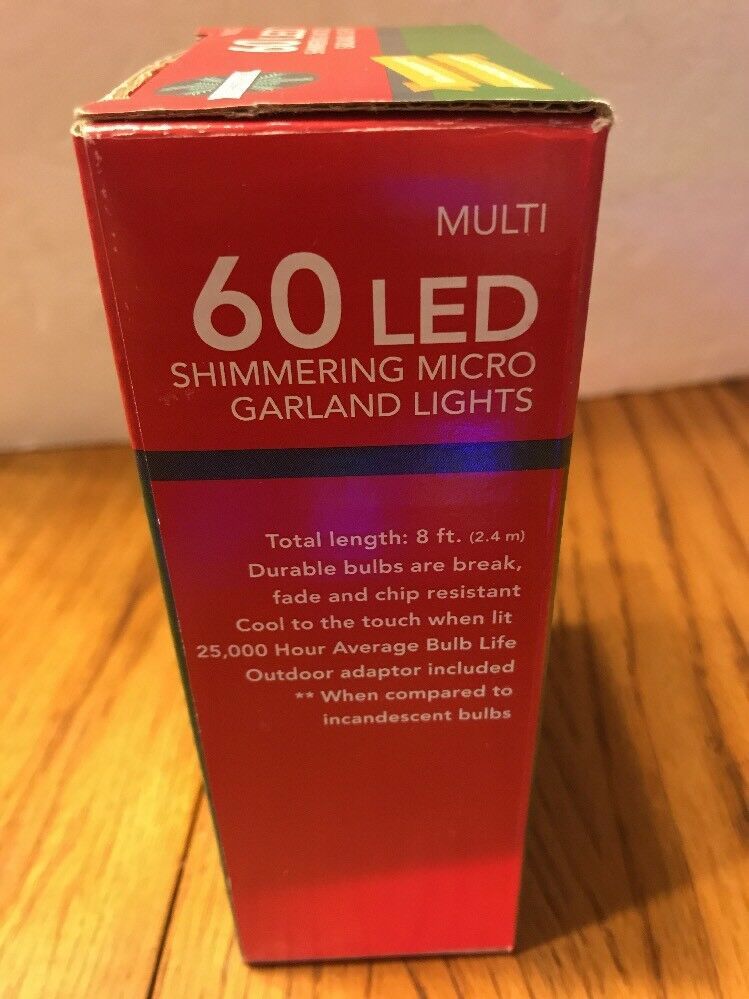 60 LED
MULTI
60 LED
SHIMMERING MICRO
GARLAND LIGHTS
Total length: 8 ft. (2.4 m)
Durable bulbs are break,
fade and chip resistant
Cool to the touch when lit
25,000 Hour Average Bulb Life
Outdoor adaptor included
** When compared to
incandescent bulbs